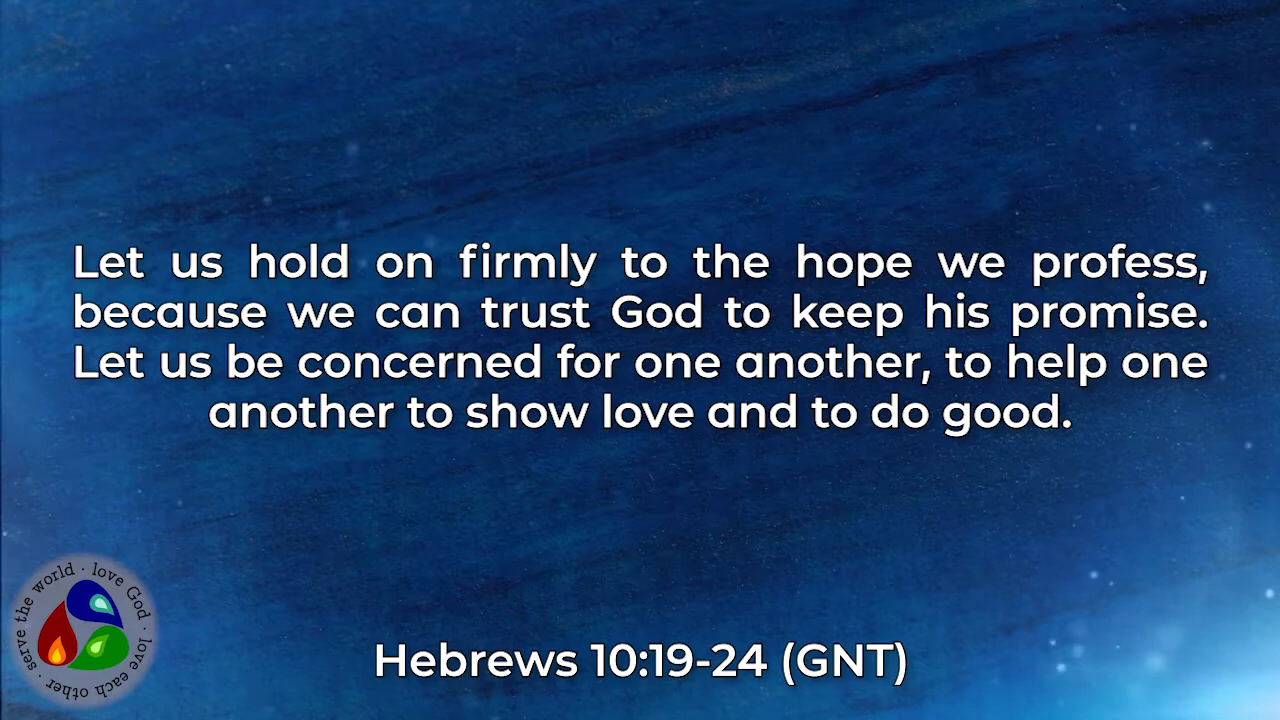 Let us hold on firmly to the hope we profess,
because we can trust God to keep his promise.
Let us be concerned for one another, to help one
another to show love and to do good.
serve the world · love God · love each other ·
Hebrews 10:19-24 (GNT)